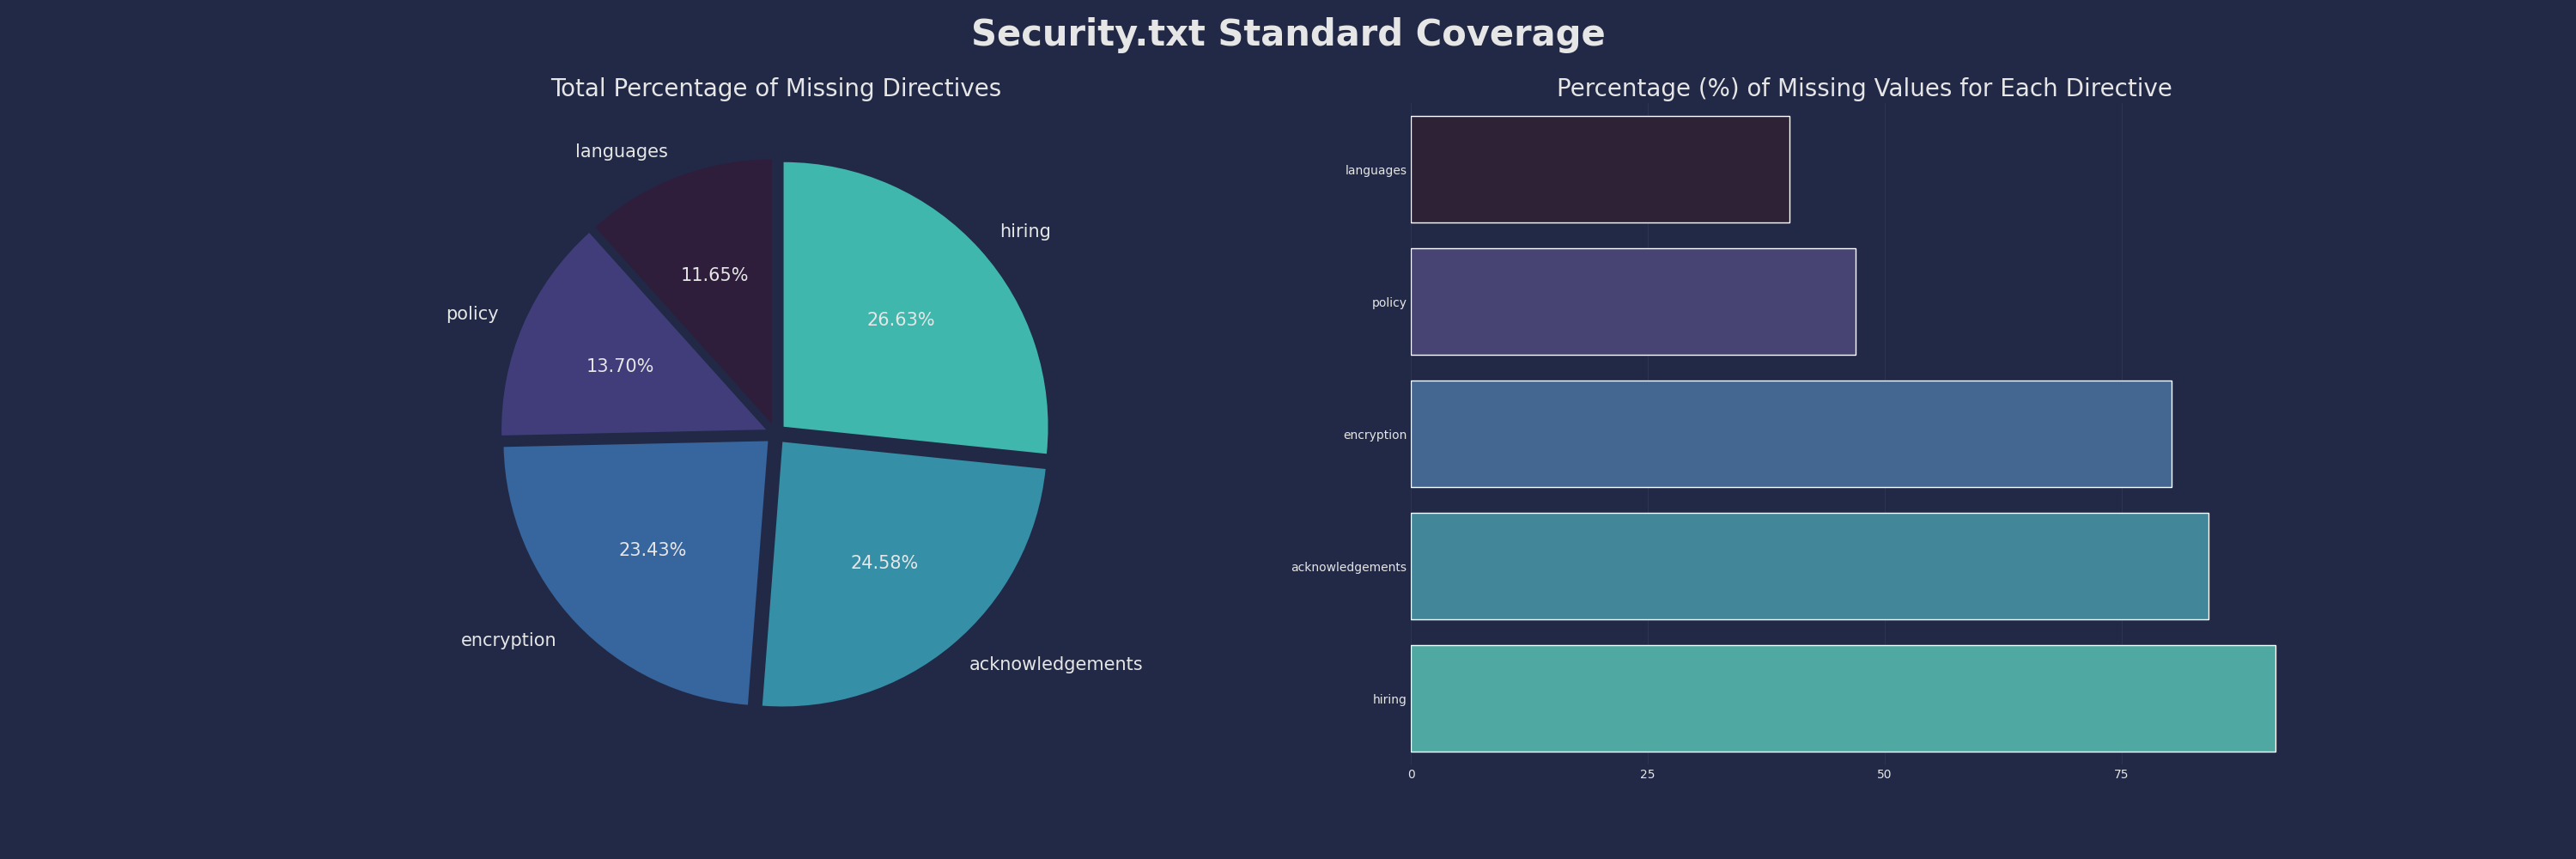 Security.txt Standard Coverage
Total Percentage of Missing Directives
languages
hiring
11.65%
26.63%
policy
13.70%
23.43%
24.58%
encryption
acknowledgements
Percentage (%) of Missing Values for Each Directive
languages
policy
encryption
acknowledgements
hiring
0 25 50 75